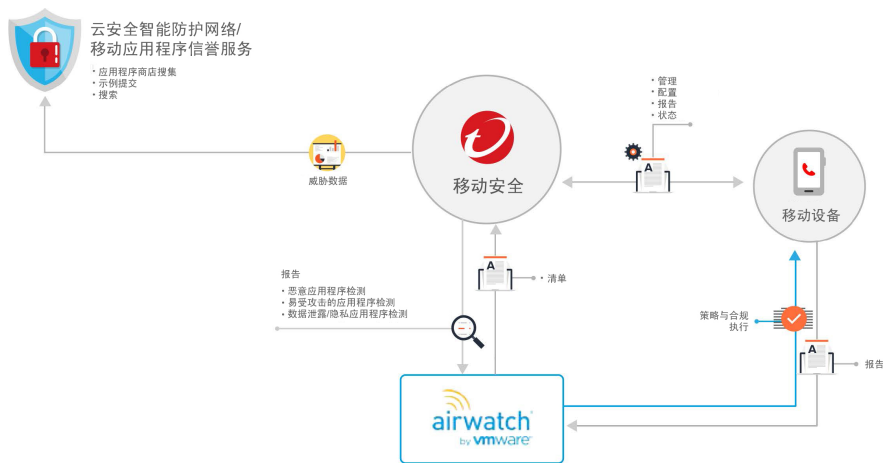 云安全智能防护网络/
移动应用程序信誉服务
• 应用程序商店搜集
• 示例提交
• 搜索
威胁数据
移动安全
• 管理
• 配置
• 报告
• 状态
A
移动设备
报告
• 恶意应用程序检测
• 易受攻击的应用程序检测
• 数据泄露/隐私应用程序检测
A
• 清单
策略与合规
执行
A
报告
airwatch
by vmware